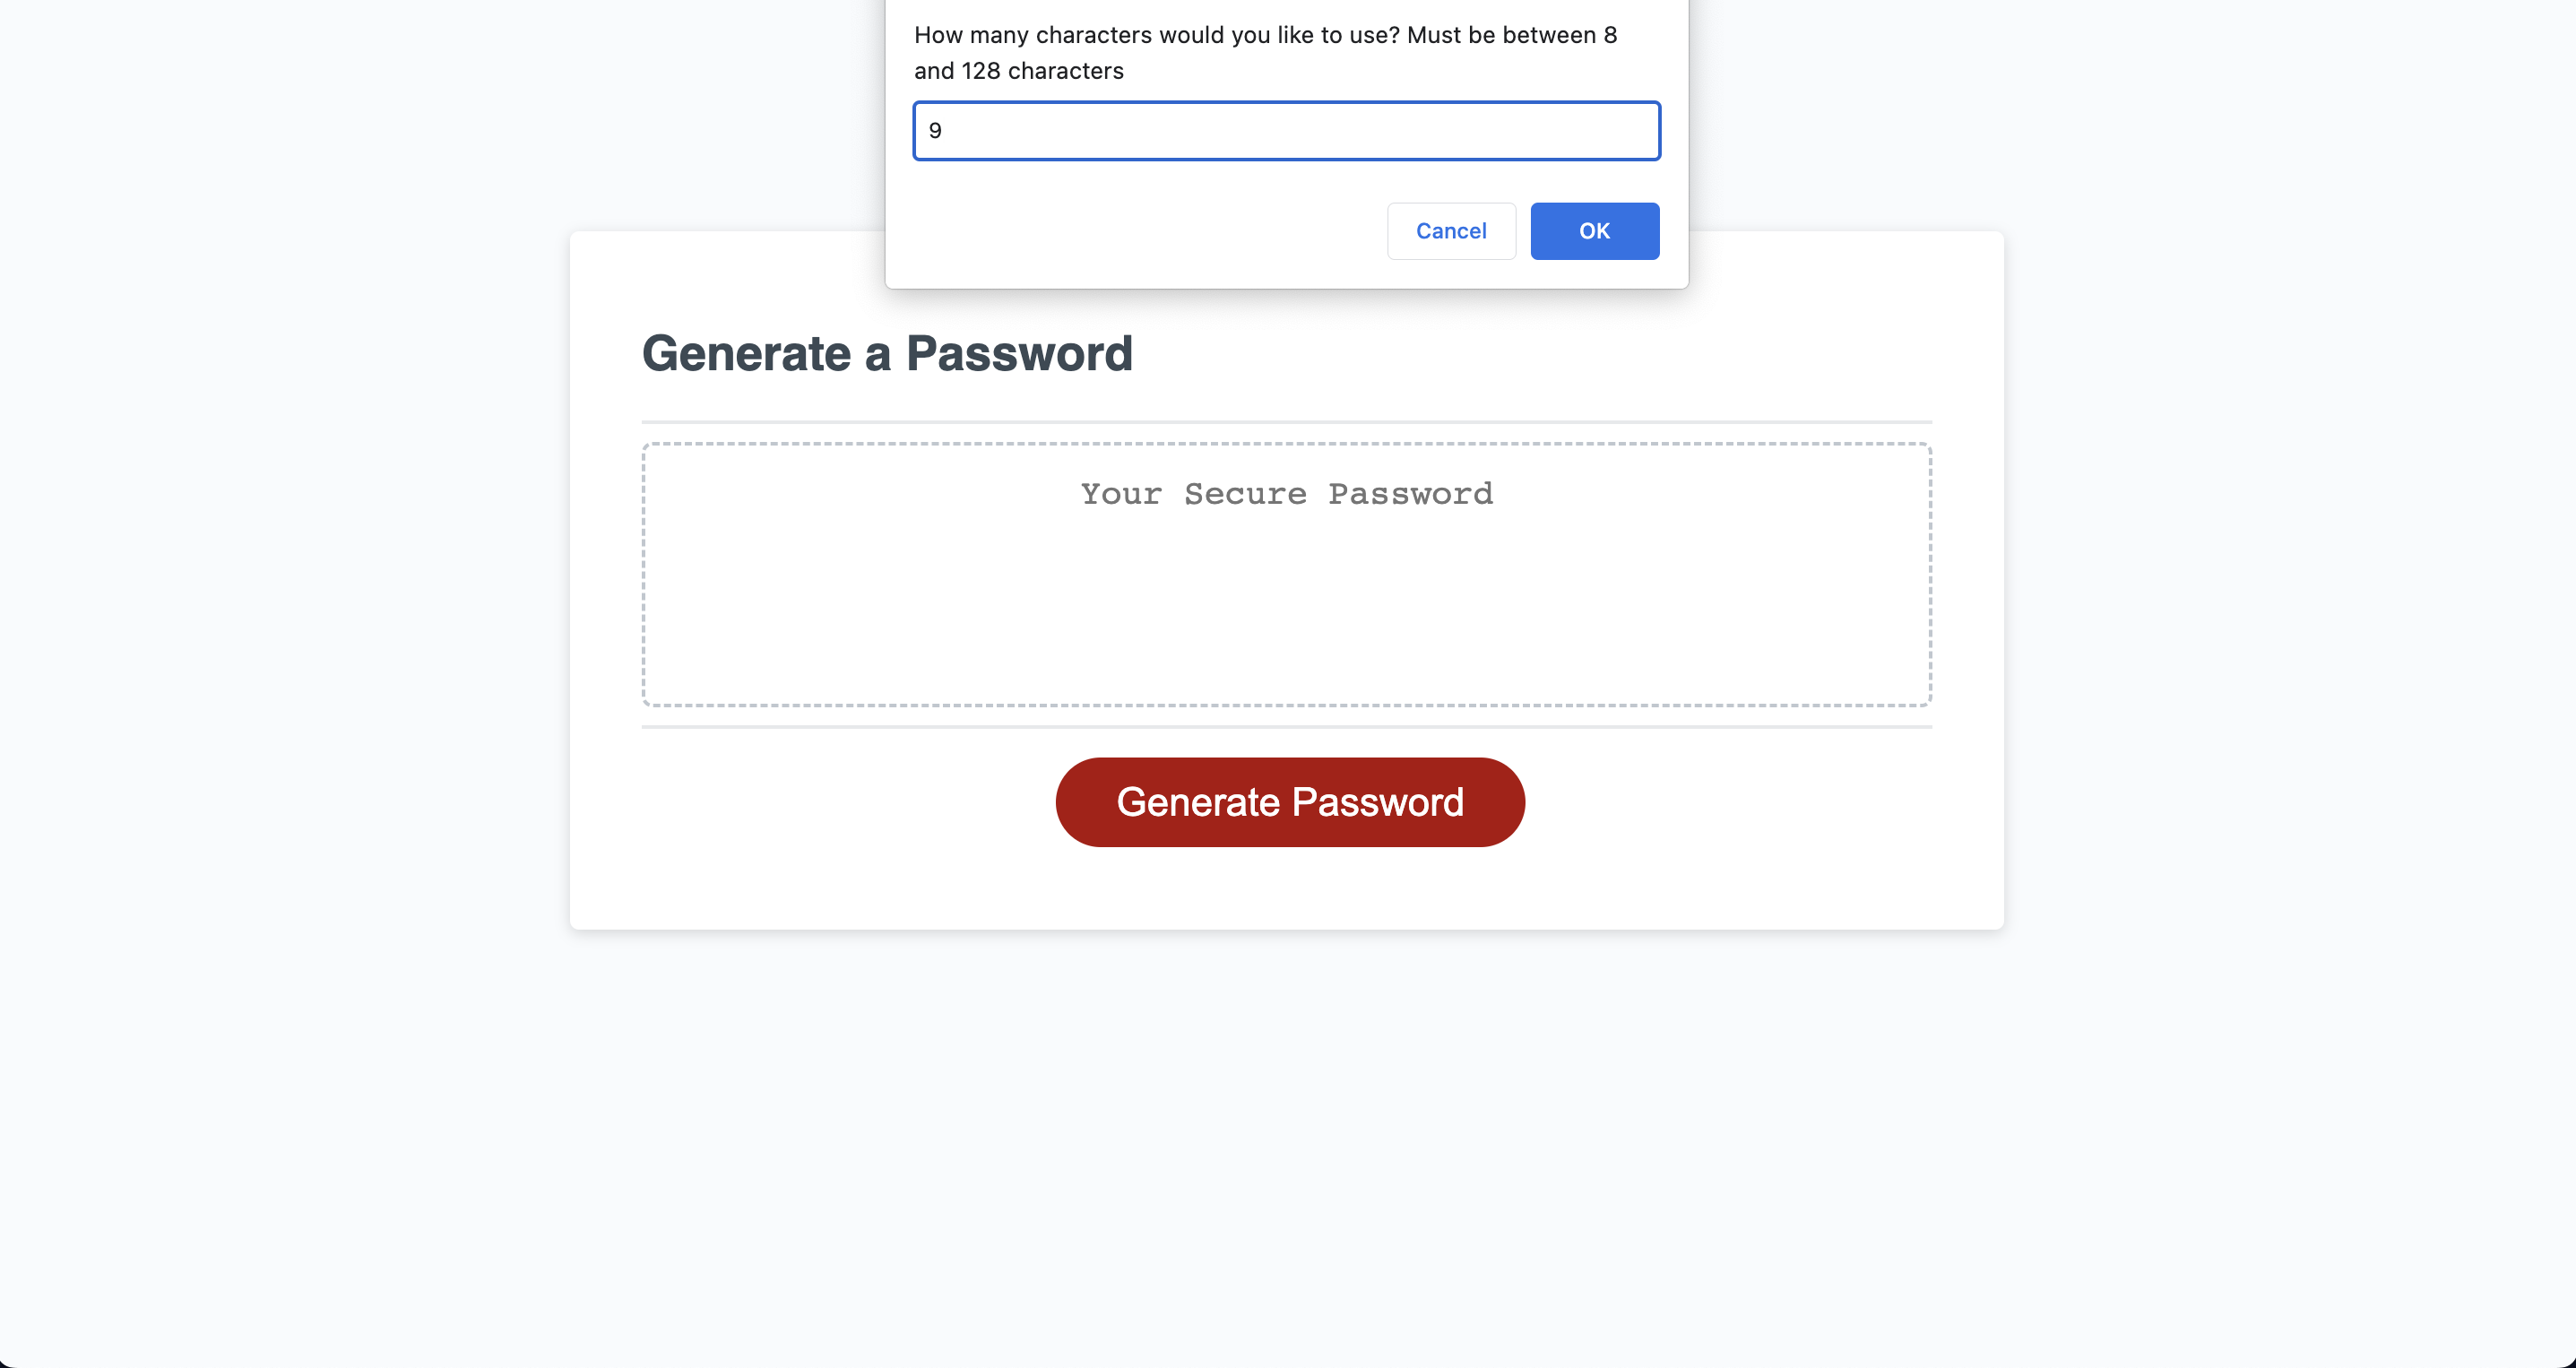 How many characters would you like to use? Must be between 8
and 128 characters
9
Cancel
OK
Generate a Password
Your Secure Password
Generate Password